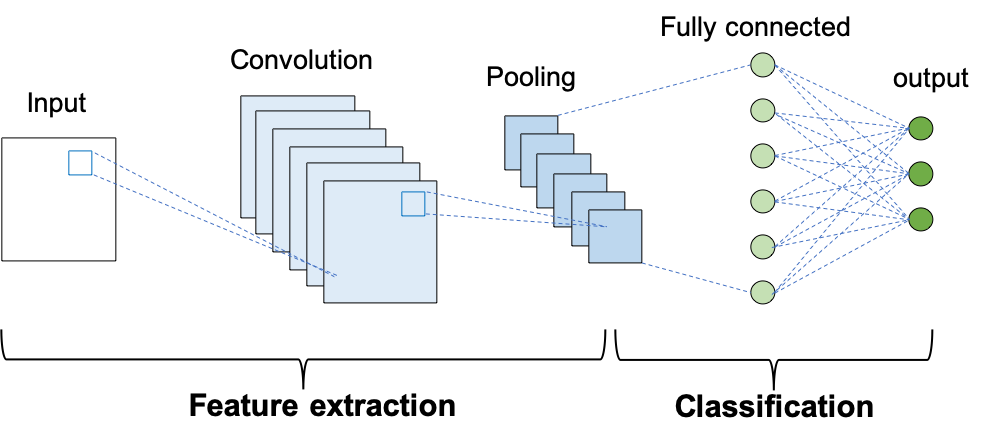 Input
Convolution
Pooling
Fully connected
output
Feature extraction
Classification